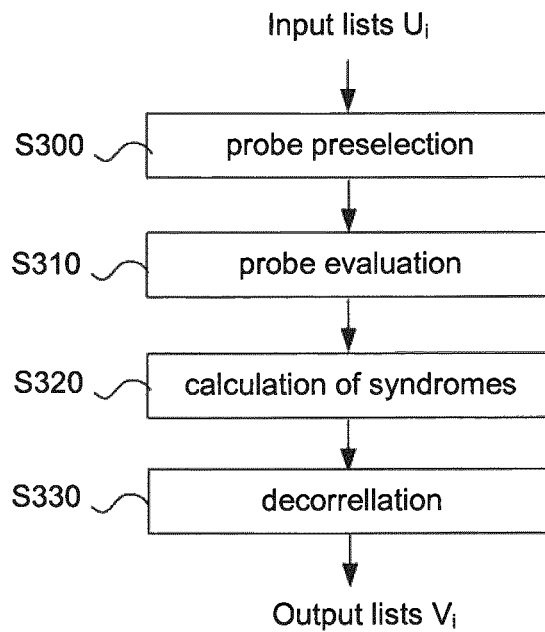 Input lists Uᵢ
S300 probe preselection
S310 probe evaluation
S320 calculation of syndromes
S330 decorrellation
Output lists Vᵢ